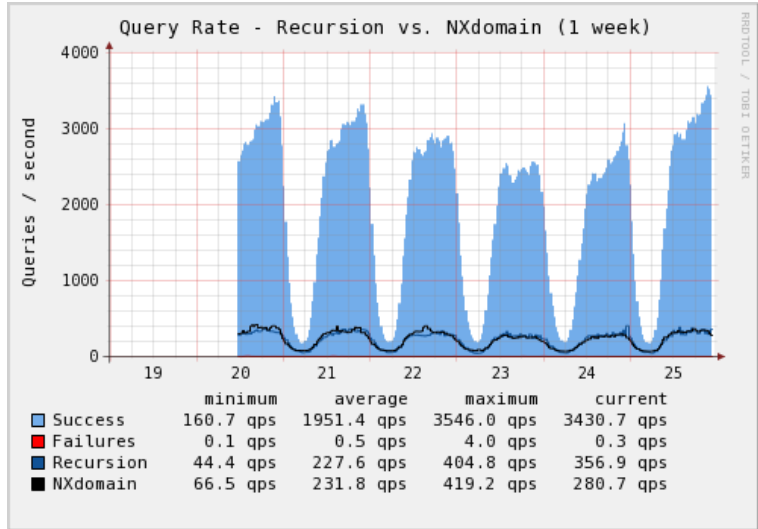 Query Rate - Recursion vs. NXdomain (1 week)
RRDTOOL / TOBI OETIKER
Queries / second
4000
3000
2000
1000
0
19 20 21 22 23 24 25
minimum average maximum current
Success 160.7 qps 1951.4 qps 3546.0 qps 3430.7 qps
Failures 0.1 qps 0.5 qps 4.0 qps 0.3 qps
Recursion 44.4 qps 227.6 qps 404.8 qps 356.9 qps
NXdomain 66.5 qps 231.8 qps 419.2 qps 280.7 qps